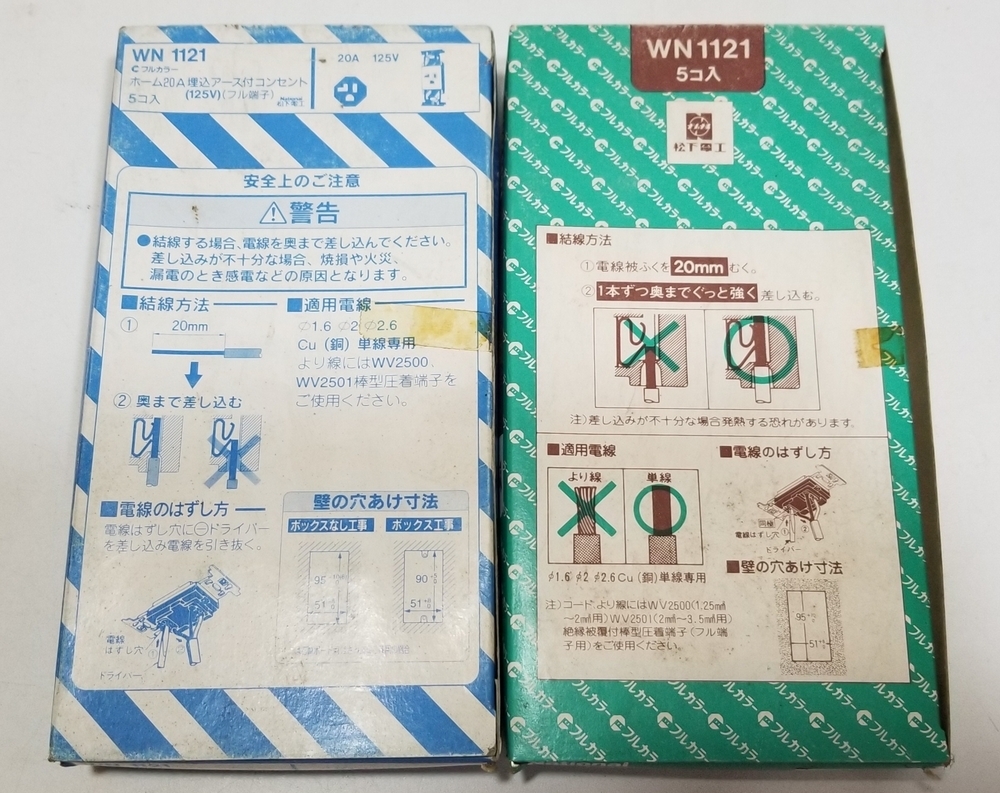 WN 1121
フルカラー
ホーム20A埋込アース付コンセント
5コ入 (125V)(フル端子)
20A 125V
National
松下電工
安全上のご注意
警告
●結線する場合、電線を奥まで差し込んでください。
差し込みが不十分な場合、焼損や火災、
漏電のとき感電などの原因となります。
■結線方法
① 20mm
② 奥まで差し込む
■適用電線
∅1.6 ∅2 ∅2.6
Cu(銅)単線専用
より線にはWV2500、
WV2501棒型圧着端子を
ご使用ください。
■電線のはずし方
電線はずし穴に⊖ドライバー
を差し込み電線を引き抜く。
電線
はずし穴
ドライバー
壁の穴あけ寸法
ボックスなし工事 ボックス工事
95
51
90
51
WN 1121
5コ入
松下電工
フルカラー
■結線方法
①電線被ふくを20mmむく。
②1本ずつ奥までぐっと強く差し込む。
注)差し込みが不十分な場合発熱する恐れがあります。
■適用電線
より線 単線
∅1.6 ∅2 ∅2.6 Cu(銅)単線専用
注)コードより線にはWV2500(1.25㎟
~2㎟用)WV2501(2㎟~3.5㎟用)
絶縁被覆付棒型圧着端子(フル端
子用)をご使用ください。
■電線のはずし方
同極
電線はずし穴
ドライバー
■壁の穴あけ寸法
95
51